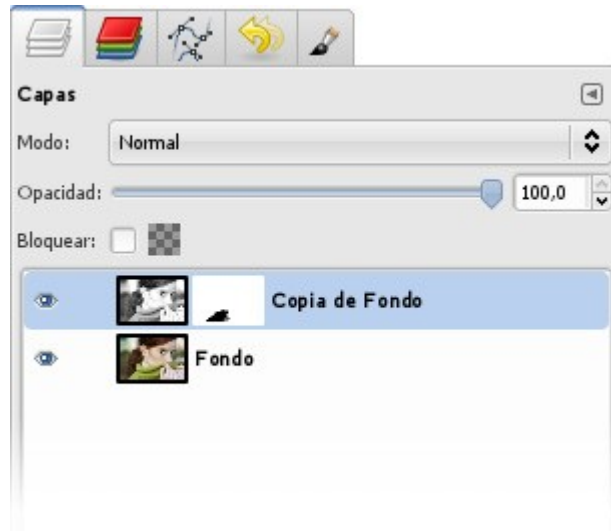 Capas
Modo: Normal
Opacidad: 100,0
Bloquear:
Copia de Fondo
Fondo